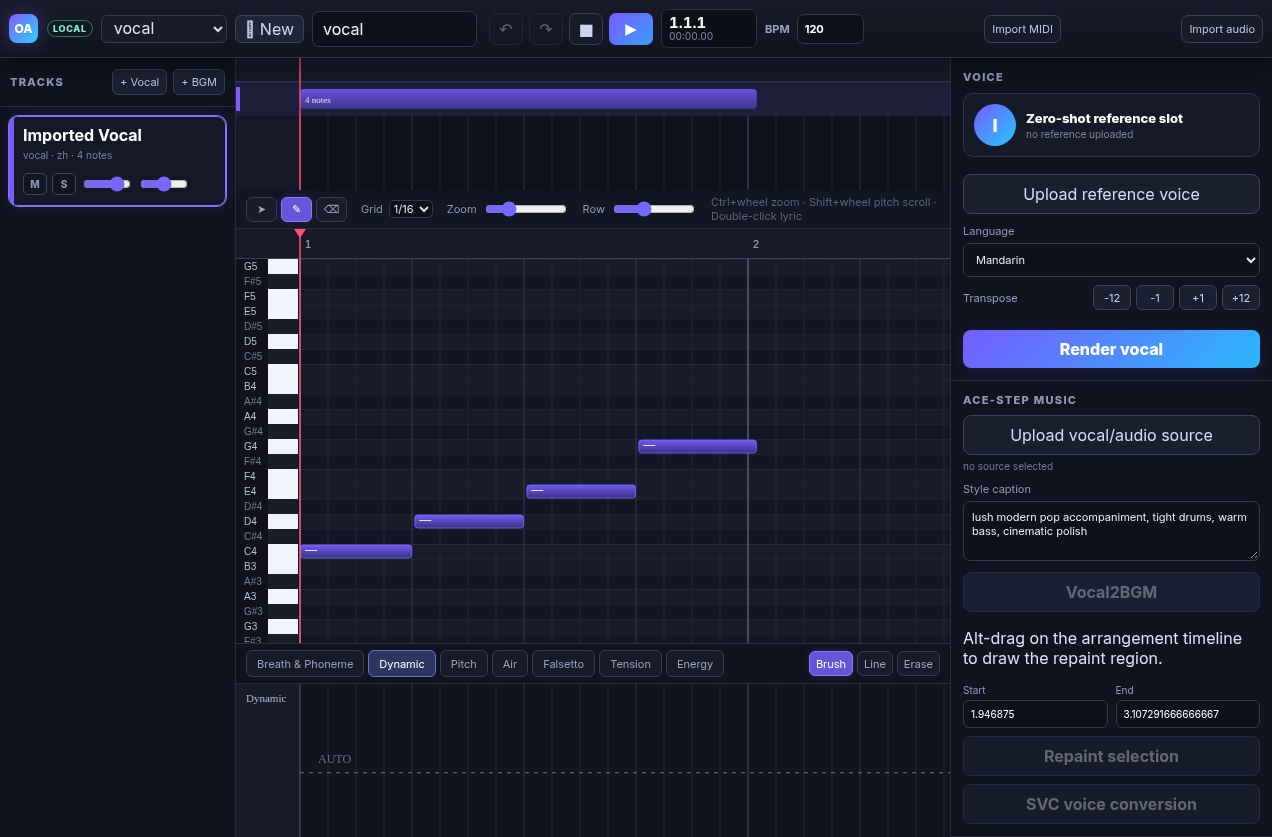 OA
LOCAL
vocal
New
vocal
↶
↷
■
▶
1.1.1
00:00.00
BPM
120
Import MIDI
Import audio
TRACKS
+ Vocal
+ BGM
Imported Vocal
vocal · zh · 4 notes
M
S
4 notes
➤
✎
⌫
Grid
1/16
Zoom
Row
Ctrl+wheel zoom · Shift+wheel pitch scroll ·
Double-click lyric
1
2
G5
F#5
F5
E5
D#5
D5
C#5
C5
B4
A#4
A4
G#4
G4
F#4
F4
E4
D#4
D4
C#4
C4
B3
A#3
A3
G#3
G3
F#3
Breath & Phoneme
Dynamic
Pitch
Air
Falsetto
Tension
Energy
Brush
Line
Erase
Dynamic
AUTO
VOICE
I
Zero-shot reference slot
no reference uploaded
Upload reference voice
Language
Mandarin
Transpose
-12
-1
+1
+12
Render vocal
ACE-STEP MUSIC
Upload vocal/audio source
no source selected
Style caption
lush modern pop accompaniment, tight drums, warm
bass, cinematic polish
Vocal2BGM
Alt-drag on the arrangement timeline
to draw the repaint region.
Start
End
1.946875
3.107291666666667
Repaint selection
SVC voice conversion